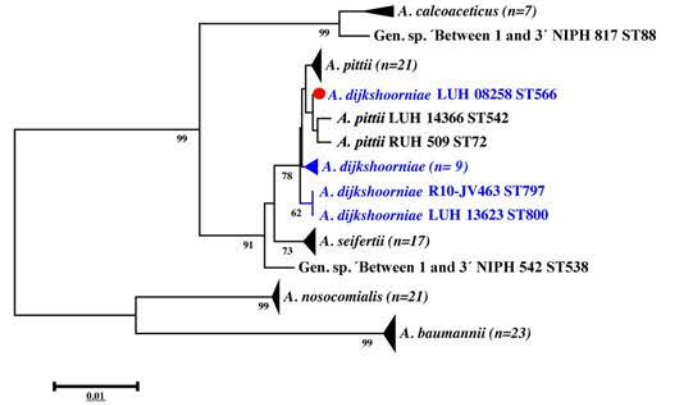 A. calcoaceticus (n=7)
99
Gen. sp. ´Between 1 and 3´ NIPH 817 ST88
A. pittii (n=21)
A. dijkshoorniae LUH 08258 ST566
A. pittii LUH 14366 ST542
99
A. pittii RUH 509 ST72
A. dijkshoorniae (n= 9)
78
A. dijkshoorniae R10-JV463 ST797
62
A. dijkshoorniae LUH 13623 ST800
A. seifertii (n=17)
91
73
Gen. sp. ´Between 1 and 3´ NIPH 542 ST538
A. nosocomialis (n=21)
99
A. baumannii (n=23)
99
0.01